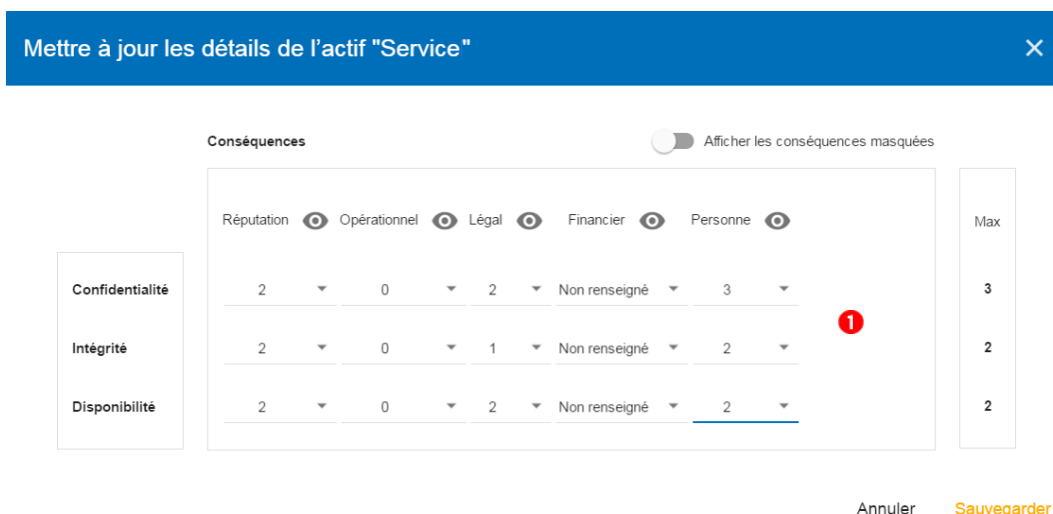 Mettre à jour les détails de l'actif "Service"
Conséquences Afficher les conséquences masquées
Réputation Opérationnel Légal Financier Personne Max
Confidentialité 2 0 2 Non renseigné 3 3
1
Intégrité 2 0 1 Non renseigné 2 2
Disponibilité 2 0 2 Non renseigné 2 2
Annuler Sauvegarder